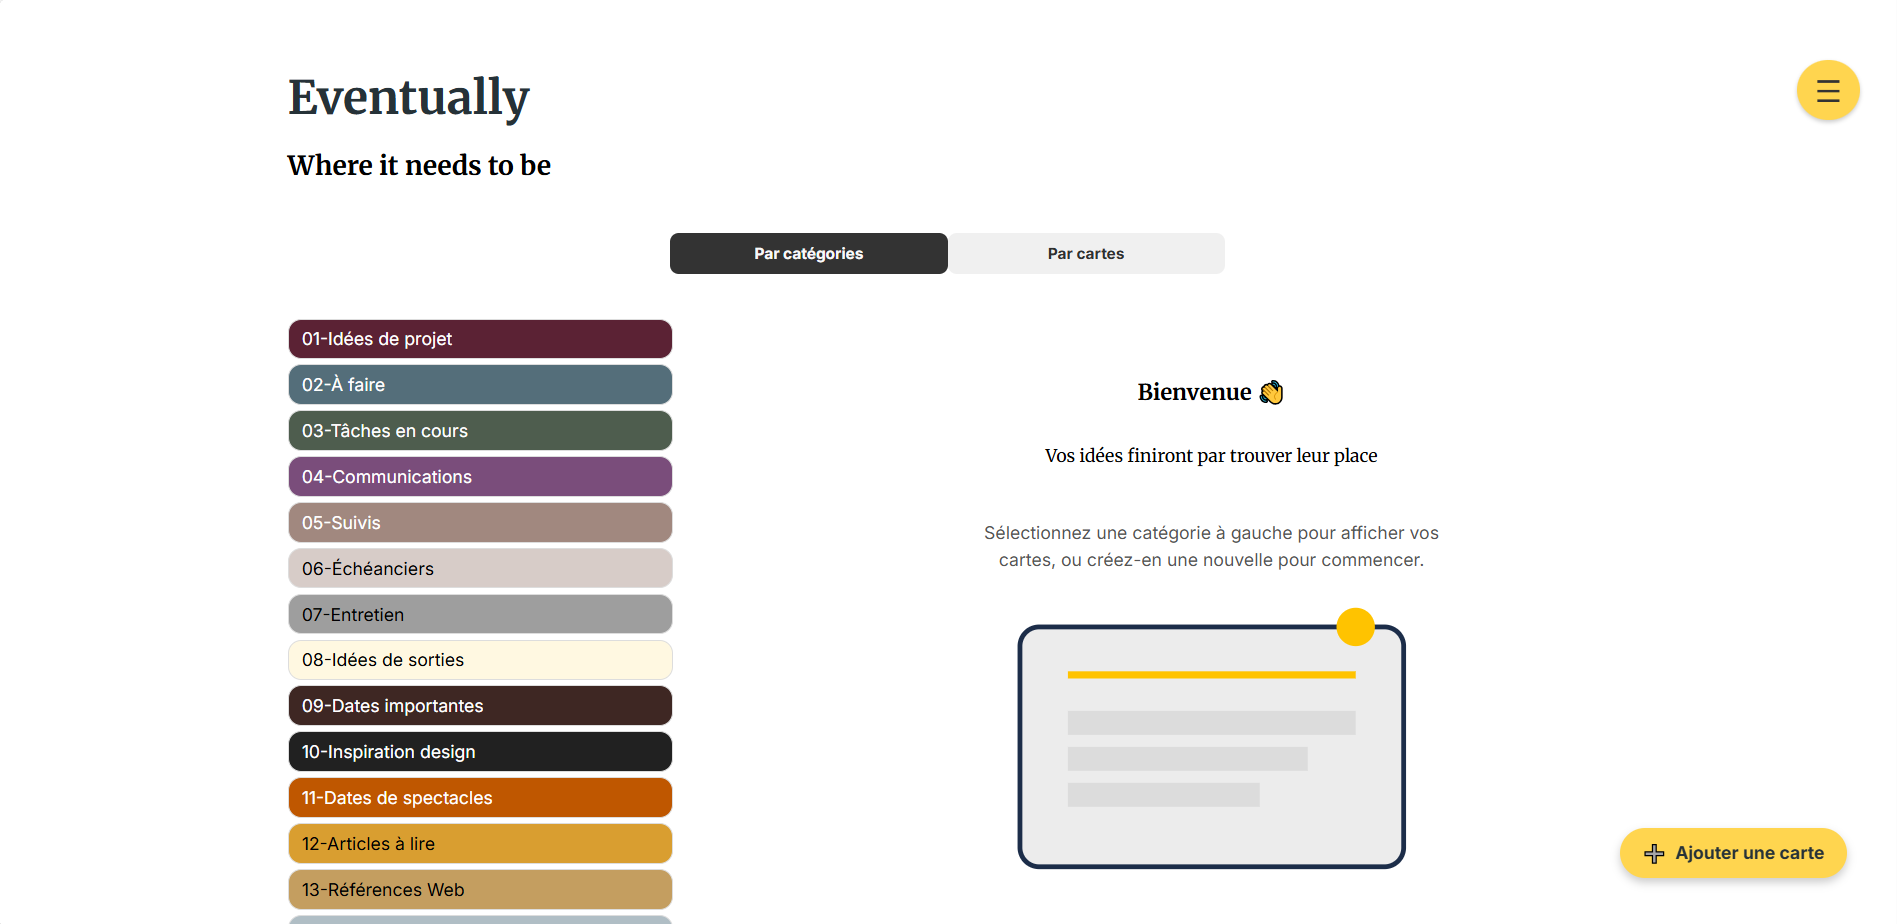 Eventually
Where it needs to be
Par catégories
Par cartes
01-Idées de projet
02-À faire
03-Tâches en cours
04-Communications
05-Suivis
06-Échéanciers
07-Entretien
08-Idées de sorties
09-Dates importantes
10-Inspiration design
11-Dates de spectacles
12-Articles à lire
13-Références Web
Bienvenue 👏
Vos idées finiront par trouver leur place
Sélectionnez une catégorie à gauche pour afficher vos
cartes, ou créez-en une nouvelle pour commencer.
➕ Ajouter une carte